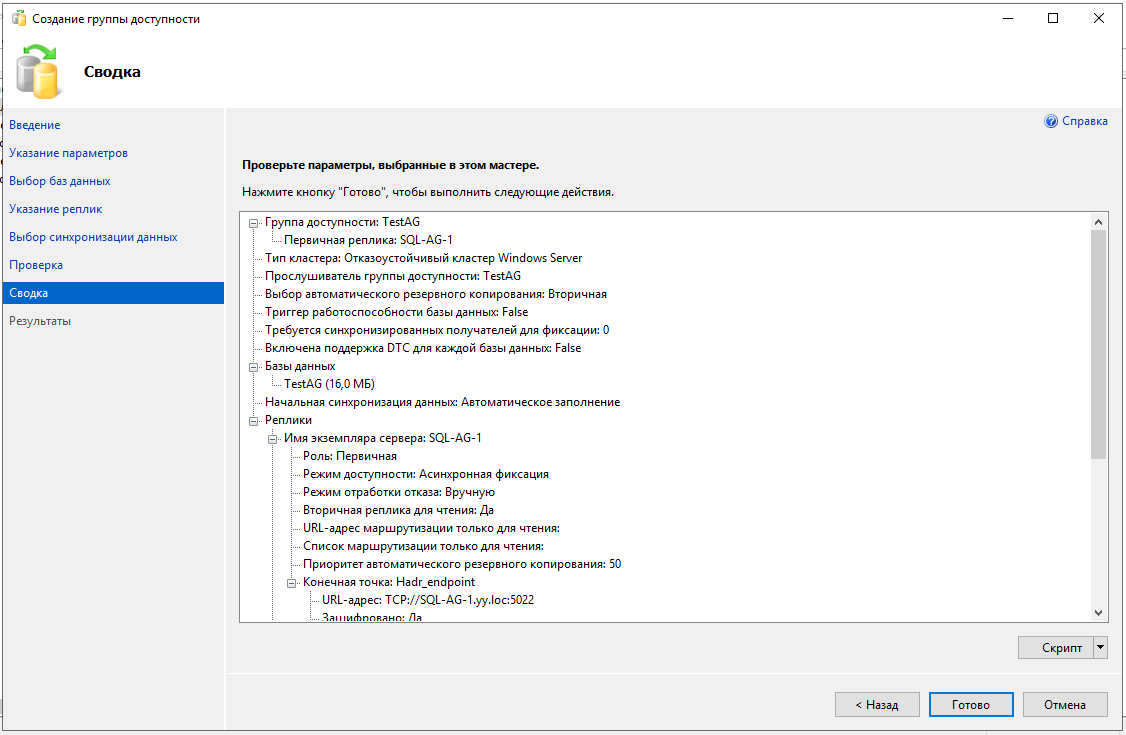 Создание группы доступности
Сводка
Введение
Указание параметров
Выбор баз данных
Указание реплик
Выбор синхронизации данных
Проверка
Сводка
Результаты
Справка
Проверьте параметры, выбранные в этом мастере.
Нажмите кнопку "Готово", чтобы выполнить следующие действия.
Группа доступности: TestAG
Первичная реплика: SQL-AG-1
Тип кластера: Отказоустойчивый кластер Windows Server
Прослушиватель группы доступности: TestAG
Выбор автоматического резервного копирования: Вторичная
Триггер работоспособности базы данных: False
Требуется синхронизированных получателей для фиксации: 0
Включена поддержка DTC для каждой базы данных: False
Базы данных
TestAG (16,0 МБ)
Начальная синхронизация данных: Автоматическое заполнение
Реплики
Имя экземпляра сервера: SQL-AG-1
Роль: Первичная
Режим доступности: Асинхронная фиксация
Режим отработки отказа: Вручную
Вторичная реплика для чтения: Да
URL-адрес маршрутизации только для чтения:
Список маршрутизации только для чтения:
Приоритет автоматического резервного копирования: 50
Конечная точка: Hadr_endpoint
URL-адрес: TCP://SQL-AG-1.yy.loc:5022
Зашифровано: Да
Скрипт
< Назад
Готово
Отмена